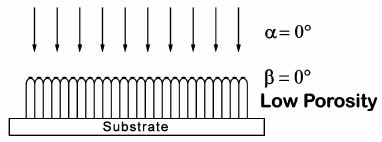 α = 0°
β = 0°
Low Porosity
Substrate